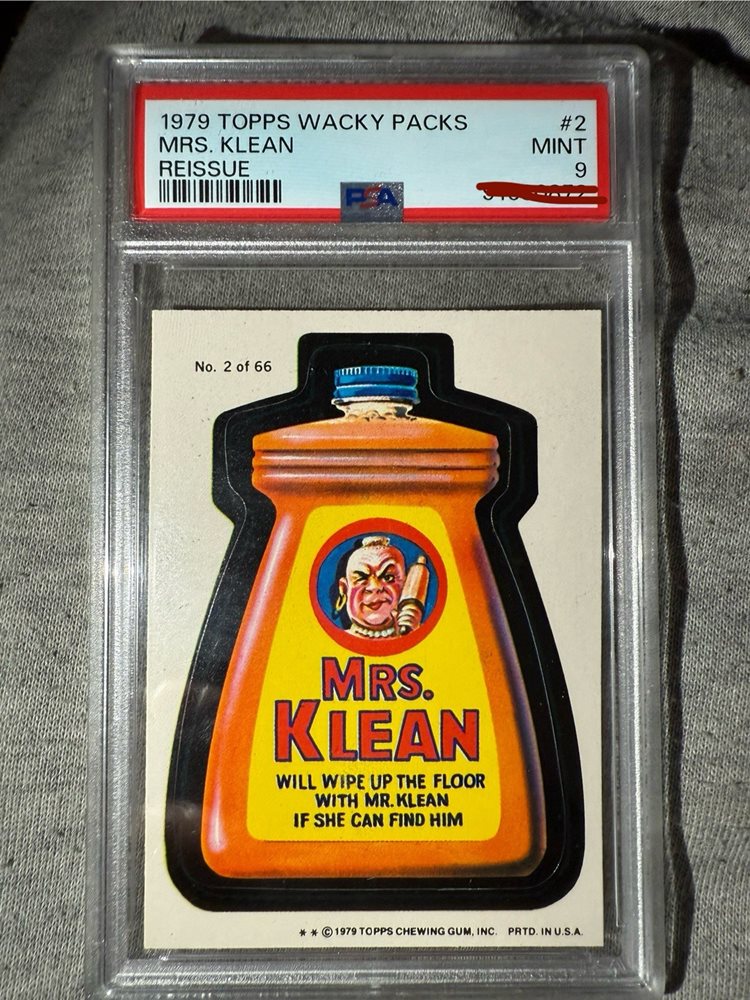 1979 TOPPS WACKY PACKS #2
MRS. KLEAN MINT
REISSUE 9
PSA
No. 2 of 66
MRS.
KLEAN
WILL WIPE UP THE FLOOR
WITH MR. KLEAN
IF SHE CAN FIND HIM
** © 1979 TOPPS CHEWING GUM, INC. PRTD. IN U.S.A.